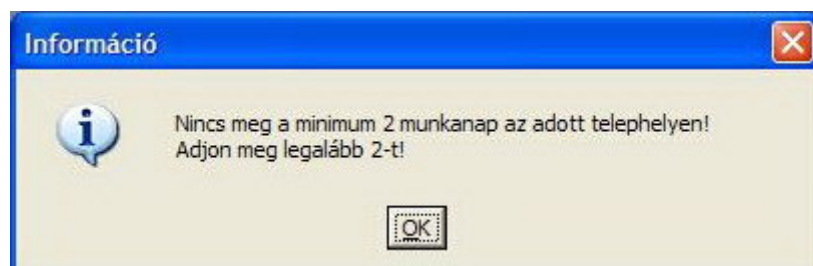 Információ
Nincs meg a minimum 2 munkanap az adott telephelyen!
Adjon meg legalább 2-t!
OK